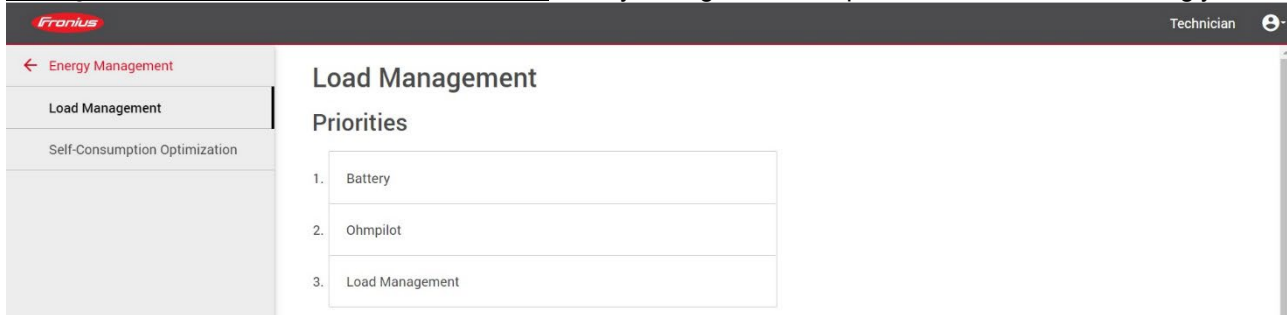 Fronius
Technician
Energy Management
Load Management
Self-Consumption Optimization
Load Management
Priorities
1. Battery
2. Ohmpilot
3. Load Management